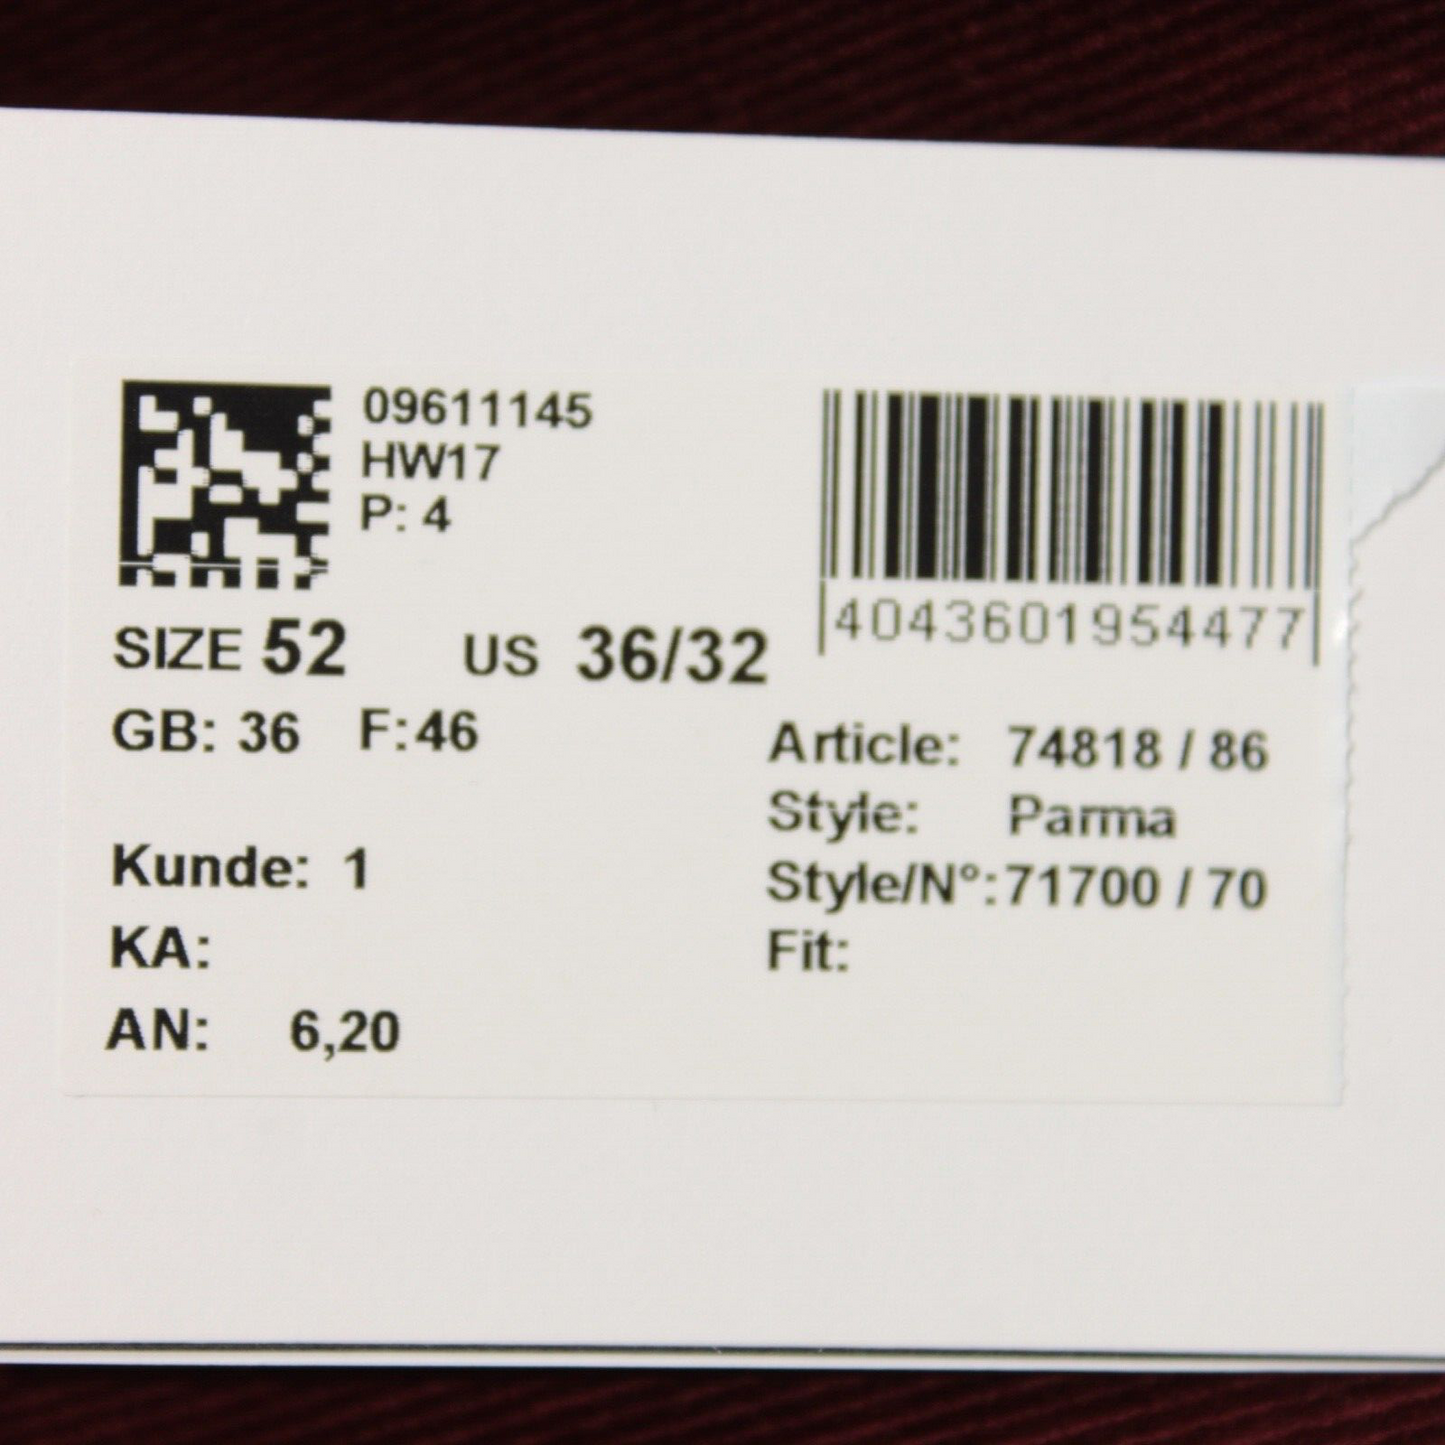 09611145
HW17
P: 4
4043601954477
SIZE 52 US 36/32
GB: 36 F:46
Article: 74818 / 86
Style: Parma
Style/N°:71700 / 70
Fit:
Kunde: 1
KA:
AN: 6,20